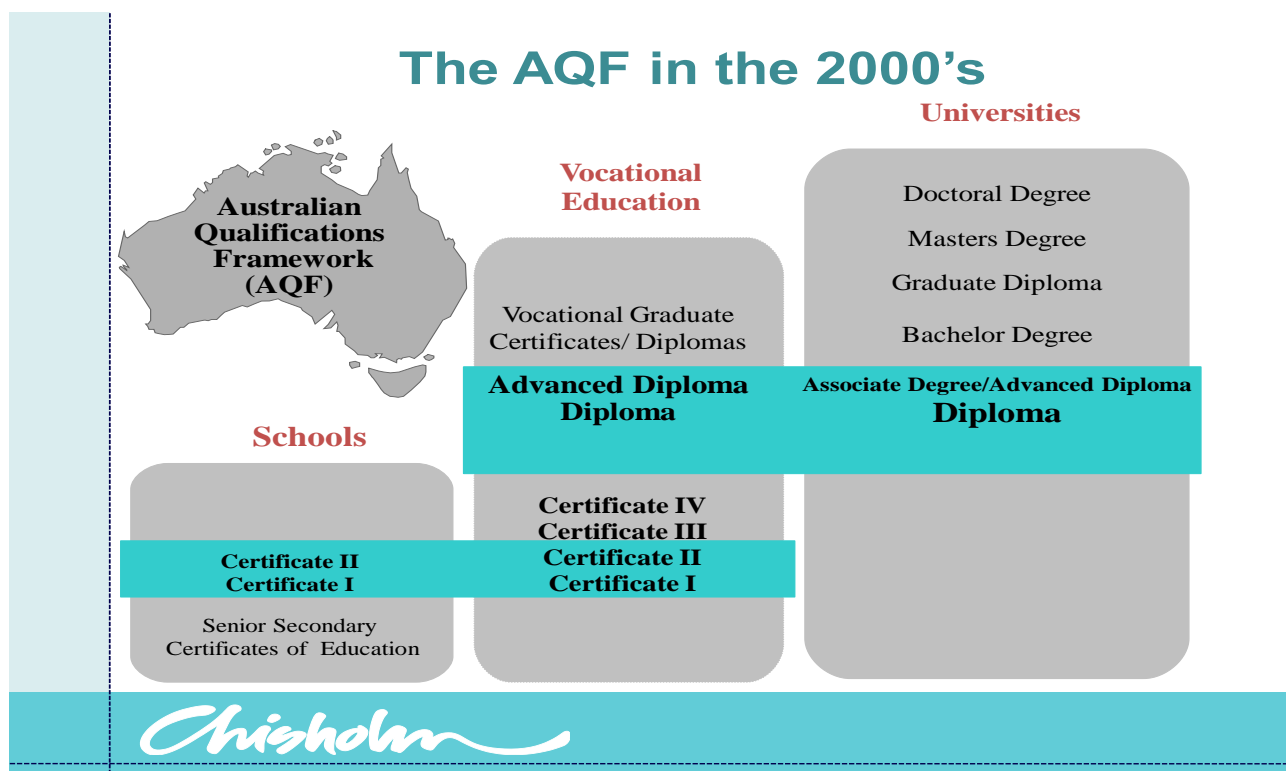 The AQF in the 2000’s
Universities
Vocational
Education
Australian
Qualifications
Framework
(AQF)
Doctoral Degree
Masters Degree
Graduate Diploma
Bachelor Degree
Vocational Graduate
Certificates/ Diplomas
Advanced Diploma
Diploma
Associate Degree/Advanced Diploma
Diploma
Schools
Certificate IV
Certificate III
Certificate II
Certificate I
Certificate II
Certificate I
Senior Secondary
Certificates of Education
Chisholm